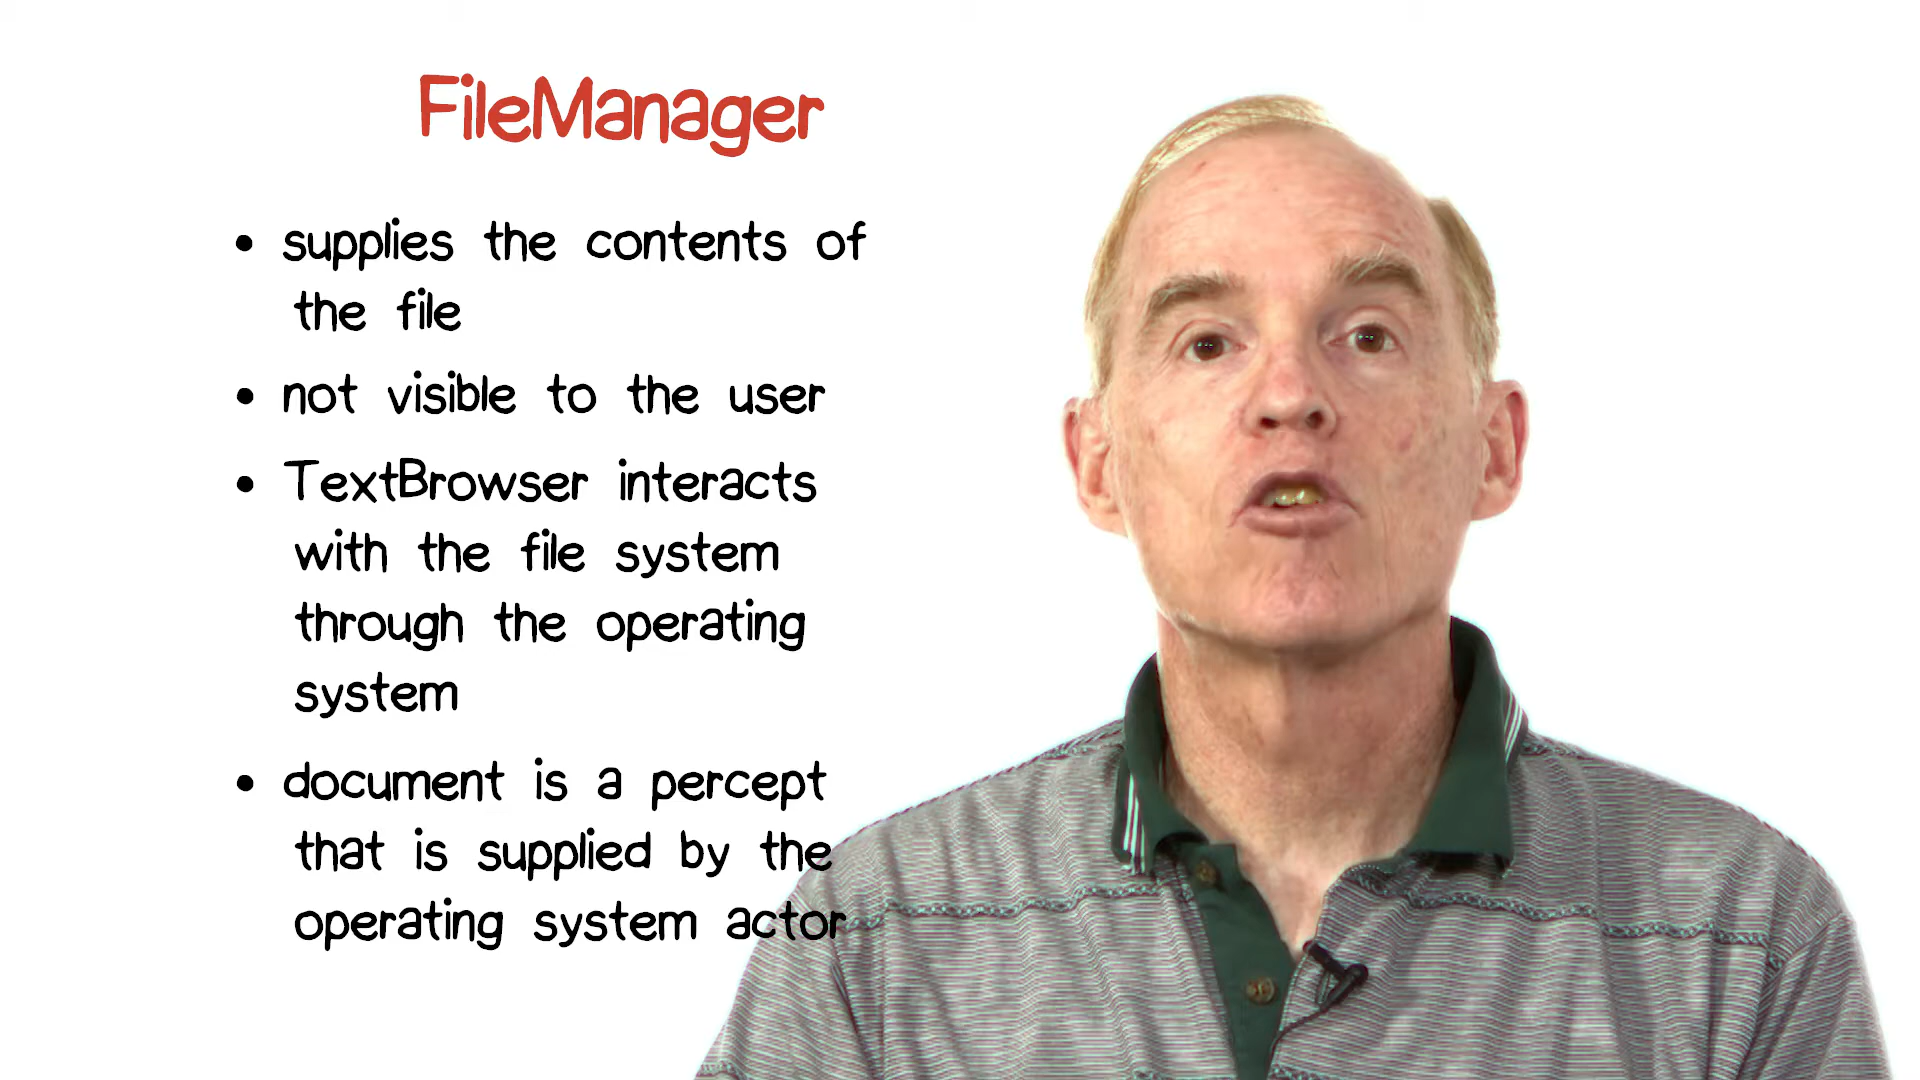 FileManager
• supplies the contents of
the file
• not visible to the user
• TextBrowser interacts
with the file system
through the operating
system
• document is a percept
that is supplied by the
operating system actor